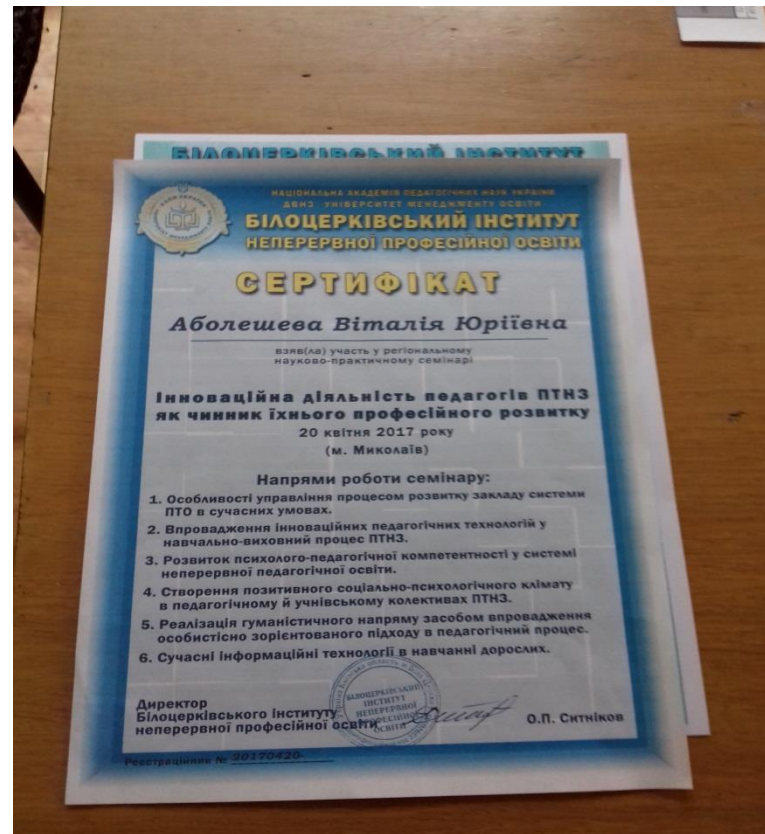 БІЛОЦЕРКІВСЬКИЙ ІНСТИТУТ
НАЦІОНАЛЬНА АКАДЕМІЯ ПЕДАГОГІЧНИХ НАУК УКРАЇНИ
ДВНЗ УНІВЕРСИТЕТ МЕНЕДЖМЕНТУ ОСВІТИ
БІЛОЦЕРКІВСЬКИЙ ІНСТИТУТ
НЕПЕРЕРВНОЇ ПРОФЕСІЙНОЇ ОСВІТИ
СЕРТИФІКАТ
Аболешева Віталія Юріївна
взяв(ла) участь у регіональному
науково-практичному семінарі
Інноваційна діяльність педагогів ПТНЗ
як чинник їхнього професійного розвитку
20 квітня 2017 року
(м. Миколаїв)
Напрями роботи семінару:
1. Особливості управління процесом розвитку закладу системи
ПТО в сучасних умовах.
2. Впровадження інноваційних педагогічних технологій у
навчально-виховний процес ПТНЗ.
3. Розвиток психолого-педагогічної компетентності у системі
неперервної педагогічної освіти.
4. Створення позитивного соціально-психологічного клімату
в педагогічному й учнівському колективах ПТНЗ.
5. Реалізація гуманістичного напряму засобом впровадження
особистісно зорієнтованого підходу в педагогічний процес.
6. Сучасні інформаційні технології в навчанні дорослих.
Директор
Білоцерківського інституту
неперервної професійної освіти
О.П. Ситніков
БІЛОЦЕРКІВСЬКИЙ
ІНСТИТУТ
НЕПЕРЕРВНОЇ
ПРОФЕСІЙНОЇ
ОСВІТИ
Реєстраційний № 20170420-